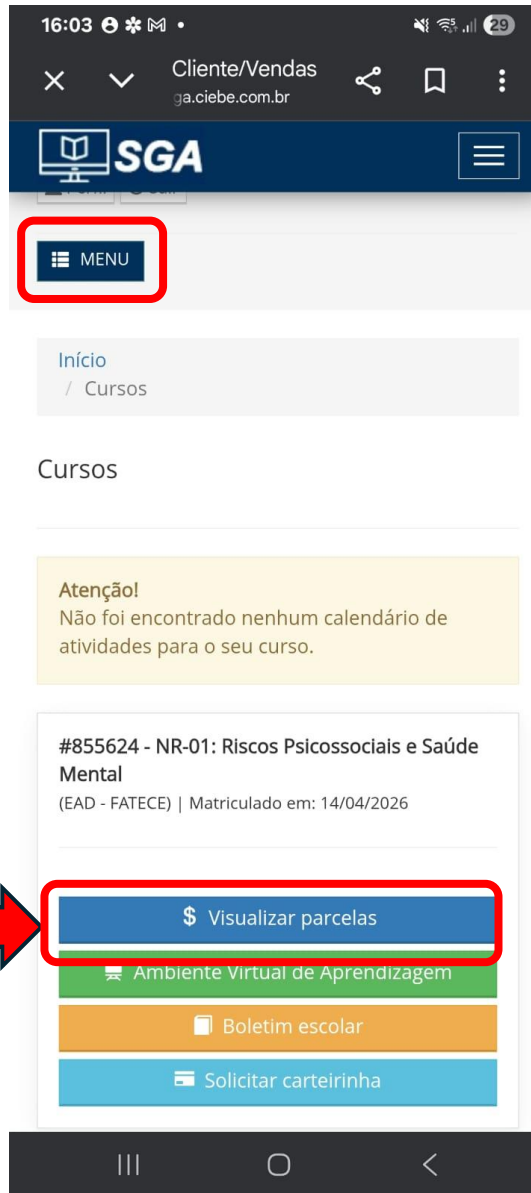 16:03
29
Cliente/Vendas
ga.ciebe.com.br
SGA
MENU
Início
/ Cursos
Cursos
Atenção!
Não foi encontrado nenhum calendário de
atividades para o seu curso.
#855624 - NR-01: Riscos Psicossociais e Saúde
Mental
(EAD - FATECE) | Matriculado em: 14/04/2026
$ Visualizar parcelas
Ambiente Virtual de Aprendizagem
Boletim escolar
Solicitar carteirinha